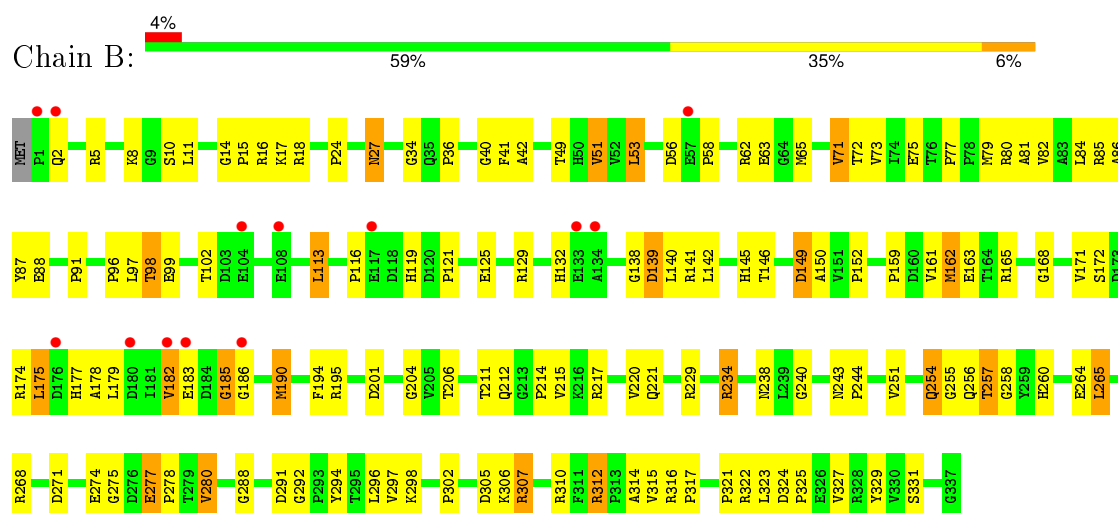 4%
Chain B:
59% 35% 6%
MET P1 Q2 R5 K8 G9 S10 L11 G14 P15 R16 K17 R18 P24 N27 G34 Q35 P36 G40 F41 A42 T49 H50 V51 V52 L53 D56 E57 P58 R62 E63 G64 M65 V71 T72 V73 I74 E75 T76 P77 P78 M79 R80 A81 V82 A83 L84 R85 A86
Y87 E88 P91 P96 L97 T98 E99 T102 D103 E104 E108 L113 P116 E117 D118 H119 D120 P121 E125 R129 H132 E133 A134 G138 D139 L140 R141 L142 H145 T146 D149 A150 V151 P152 P159 D160 V161 M162 E163 T164 R165 G168 V171 S172 D173
R174 L175 D176 H177 A178 L179 D180 I181 V182 E183 D184 G185 G186 M190 F194 R195 D201 G204 V205 T206 T211 Q212 G213 P214 V215 K216 R217 V220 Q221 R229 R234 N238 L239 G240 N243 P244 V251 Q254 G255 Q256 T257 G258 Y259 H260 E264 L265
R268 D271 E274 G275 D276 E277 P278 T279 V280 G288 D291 G292 P293 Y294 T295 L296 V297 K298 P302 D305 K306 R307 R310 F311 R312 P313 A314 V315 R316 P317 P321 R322 L323 D324 P325 E326 V327 R328 Y329 V330 S331 G337